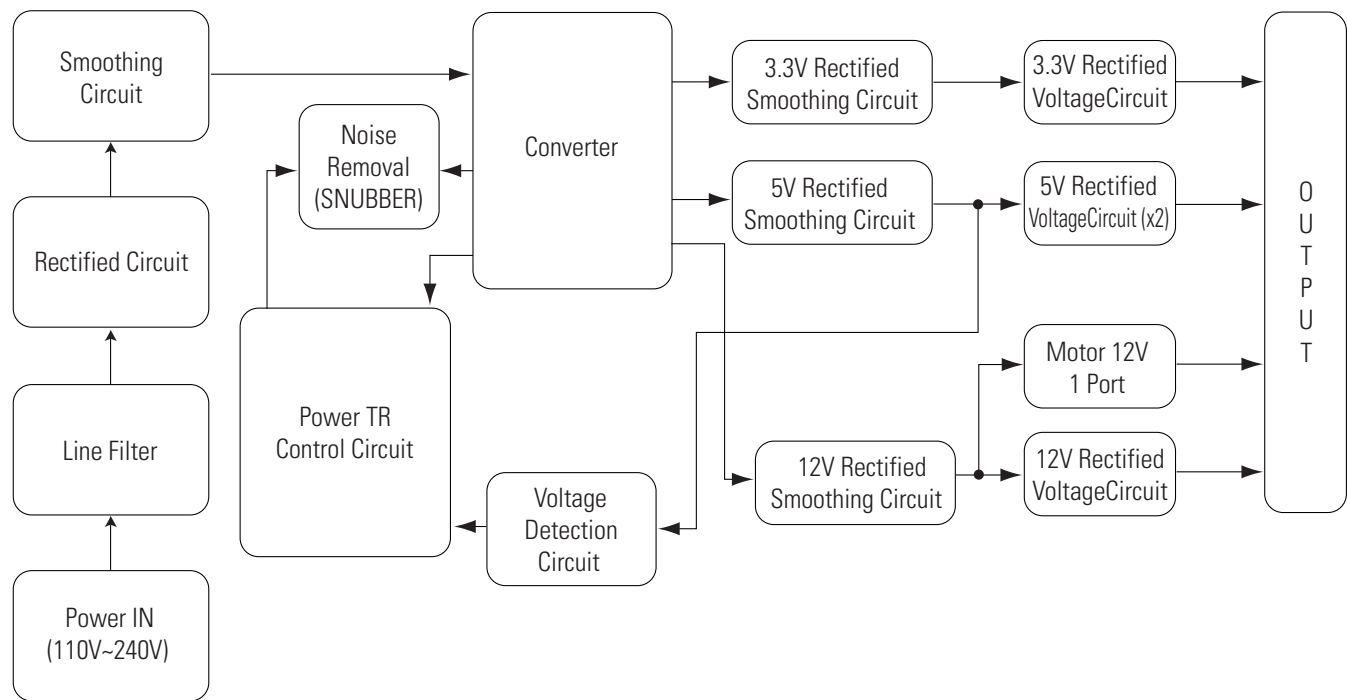 Smoothing
Circuit
Rectified Circuit
Line Filter
Power IN
(110V~240V)
Noise
Removal
(SNUBBER)
Power TR
Control Circuit
Converter
Voltage
Detection
Circuit
3.3V Rectified
Smoothing Circuit
5V Rectified
Smoothing Circuit
12V Rectified
Smoothing Circuit
3.3V Rectified
VoltageCircuit
5V Rectified
VoltageCircuit (x2)
Motor 12V
1 Port
12V Rectified
VoltageCircuit
OUTPUT